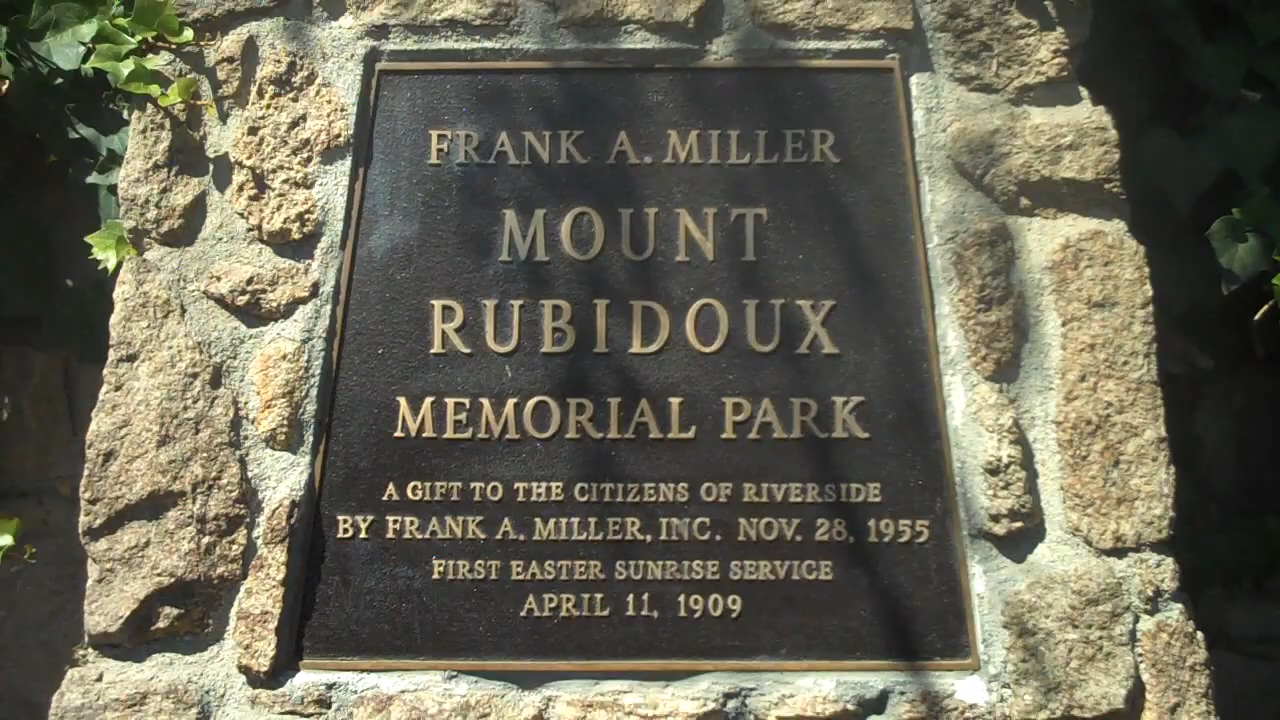 FRANK A. MILLER
MOUNT
RUBIDOUX
MEMORIAL PARK
A GIFT TO THE CITIZENS OF RIVERSIDE
BY FRANK A. MILLER, INC. NOV. 28, 1955
FIRST EASTER SUNRISE SERVICE
APRIL 11, 1909